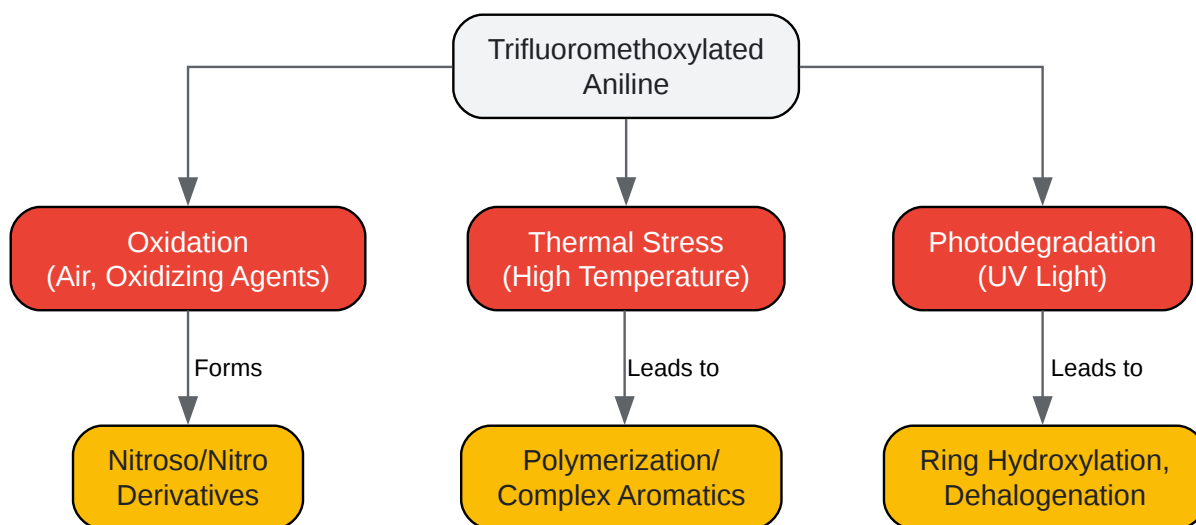 Trifluoromethoxylated
Aniline
Oxidation
(Air, Oxidizing Agents)
Thermal Stress
(High Temperature)
Photodegradation
(UV Light)
Forms
Leads to
Leads to
Nitroso/Nitro
Derivatives
Polymerization/
Complex Aromatics
Ring Hydroxylation,
Dehalogenation